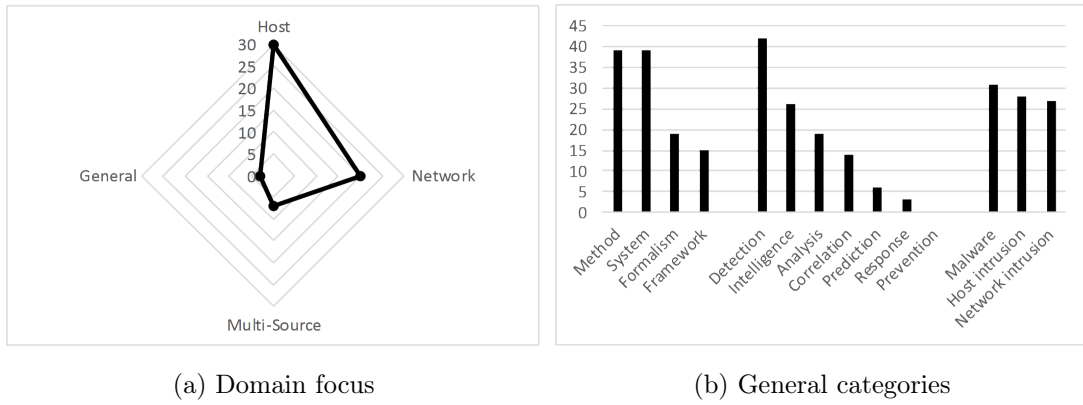 Host
30
25
20
15
10
5
0
General
Network
Multi-Source
45
40
35
30
25
20
15
10
5
0
Method
System
Formalism
Framework
Detection
Intelligence
Analysis
Correlation
Prediction
Response
Prevention
Malware
Host intrusion
Network intrusion
(a) Domain focus
(b) General categories